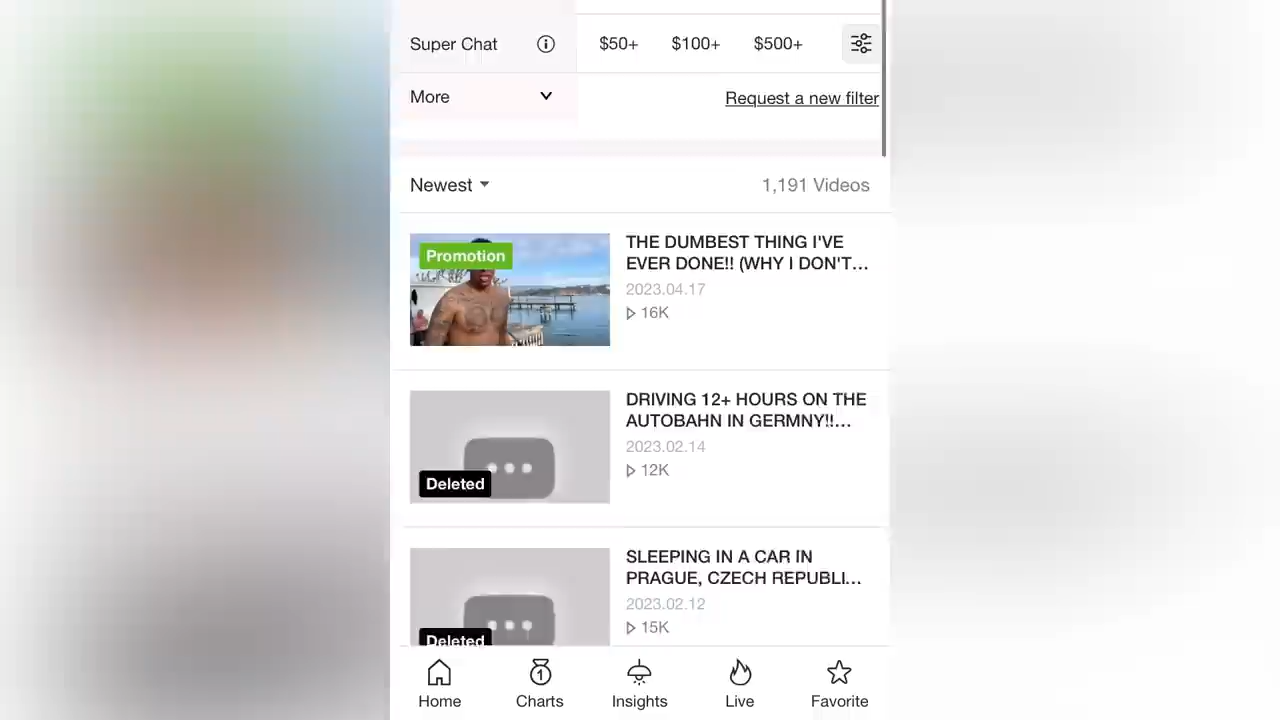 Super Chat
$50+ $100+ $500+
More
Request a new filter
Newest
1,191 Videos
Promotion
THE DUMBEST THING I'VE
EVER DONE!! (WHY I DON'T...
2023.04.17
16K
DRIVING 12+ HOURS ON THE
AUTOBAHN IN GERMNY!!...
2023.02.14
12K
Deleted
SLEEPING IN A CAR IN
PRAGUE, CZECH REPUBLI...
2023.02.12
15K
Deleted
Home Charts Insights Live Favorite